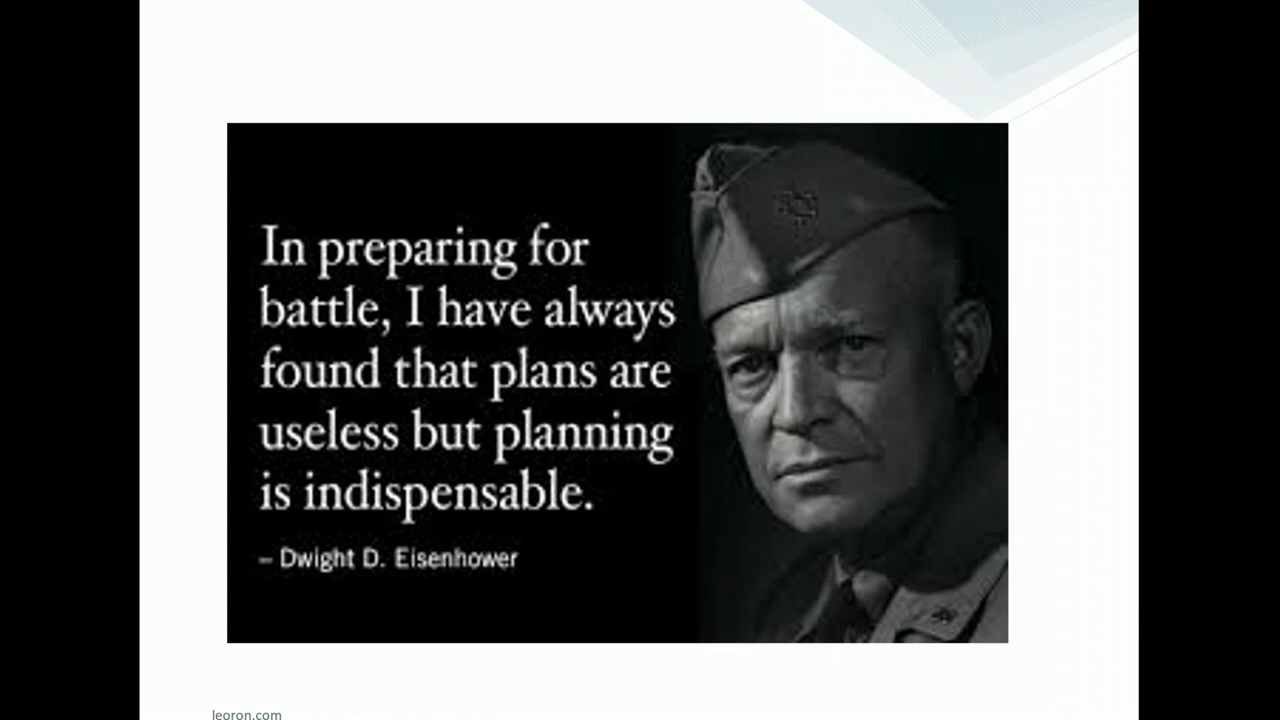 In preparing for
battle, I have always
found that plans are
useless but planning
is indispensable.
– Dwight D. Eisenhower
leoron.com